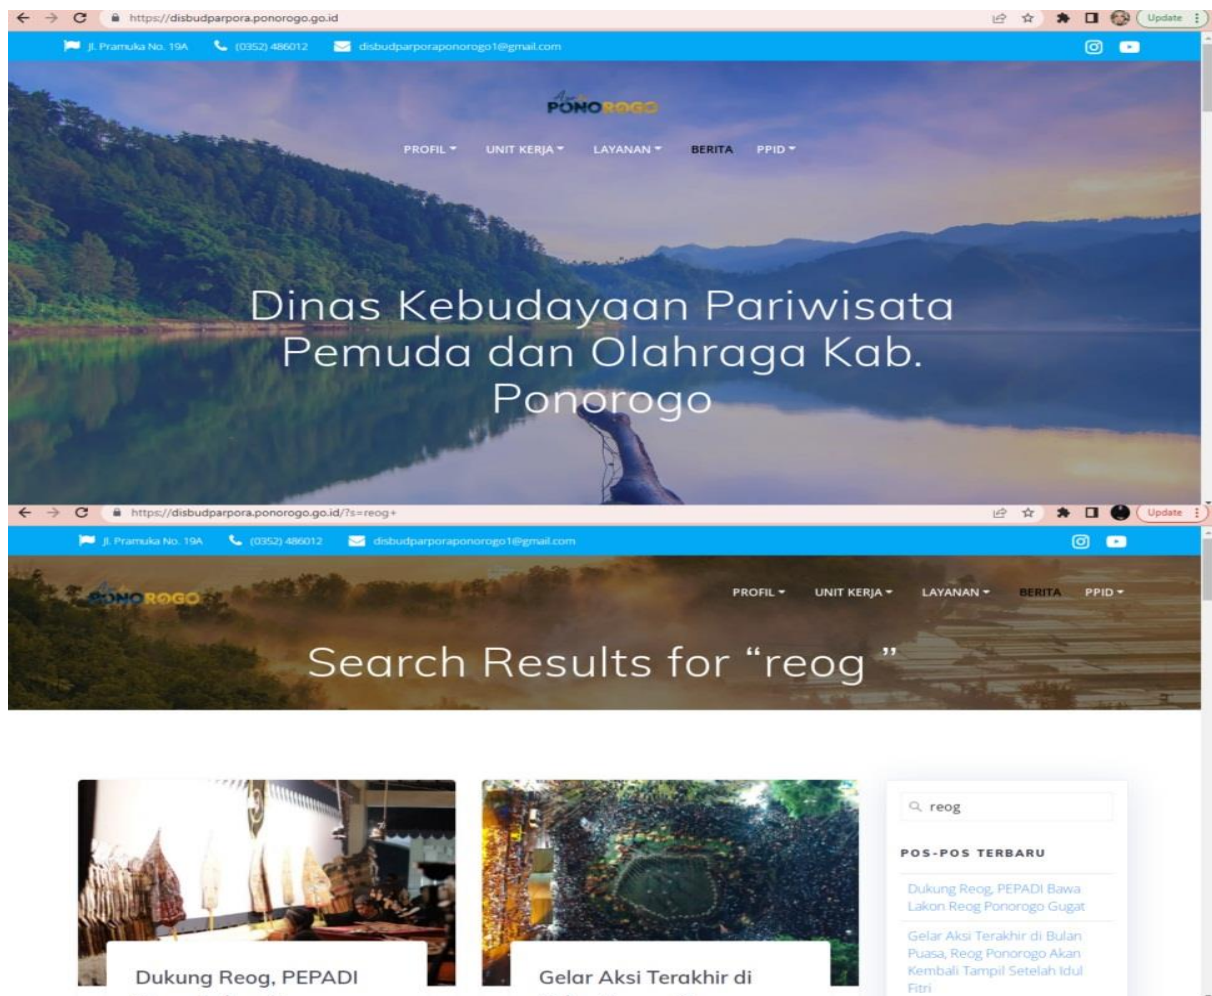 https://disbudparpora.ponorogo.go.id
Update
Jl. Pramuka No. 19A (0352) 486012 disbudparporaponorogo1@gmail.com
PONOROGO
PROFIL UNIT KERJA LAYANAN BERITA PPID
Dinas Kebudayaan Pariwisata
Pemuda dan Olahraga Kab.
Ponorogo
https://disbudparpora.ponorogo.go.id/?s=reog+
Update
Jl. Pramuka No. 19A (0352) 486012 disbudparporaponorogo1@gmail.com
PONOROGO
PROFIL UNIT KERJA LAYANAN BERITA PPID
Search Results for “reog ”
reog
POS-POS TERBARU
Dukung Reog, PEPADI Bawa
Lakon Reog Ponorogo Gugat
Gelar Aksi Terakhir di Bulan
Puasa, Reog Ponorogo Akan
Kembali Tampil Setelah Idul
Fitri
Dukung Reog, PEPADI
Gelar Aksi Terakhir di